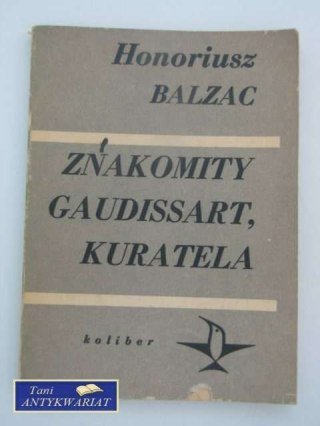 Honoriusz
BALZAC
ZNAKOMITY
GAUDISSART,
KURATELA
koliber
Tani
ANTYKWARIAT